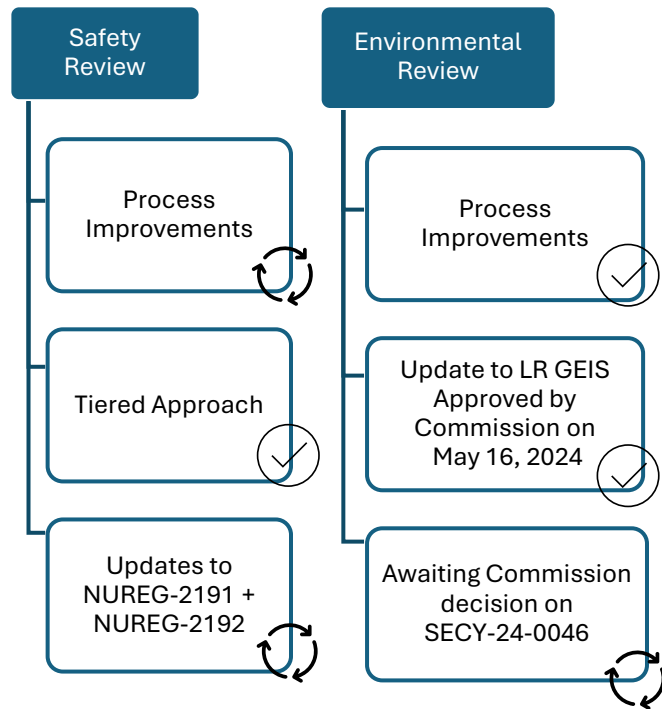 Safety
Review
Process
Improvements
Tiered Approach
Updates to
NUREG-2191 +
NUREG-2192
Environmental
Review
Process
Improvements
Update to LR GEIS
Approved by
Commission on
May 16, 2024
Awaiting Commission
decision on
SECY-24-0046